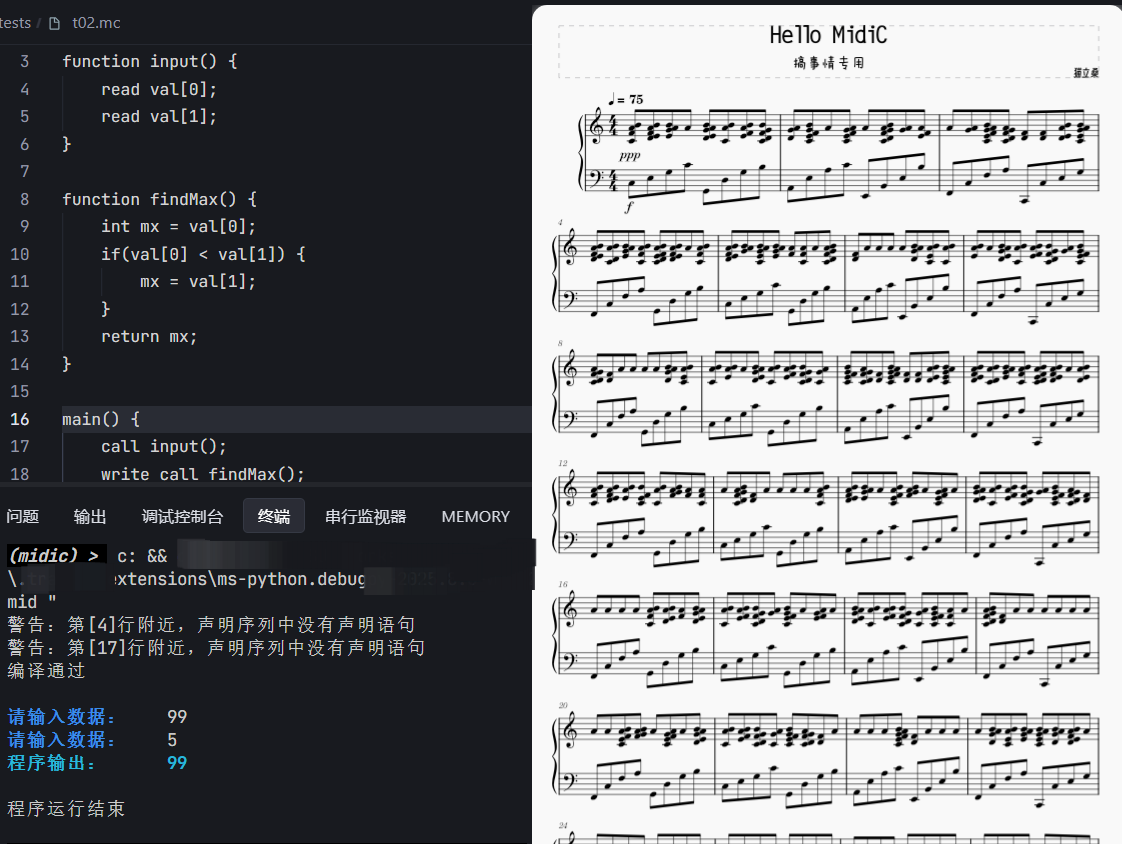 tests / t02.mc
3 function input() {
4 read val[0];
5 read val[1];
6 }
7
8 function findMax() {
9 int mx = val[0];
10 if(val[0] < val[1]) {
11 mx = val[1];
12 }
13 return mx;
14 }
15
16 main() {
17 call input();
18 write call findMax();
问题 输出 调试控制台 终端 串行监视器 MEMORY
(midic) > c: &&
extensions\ms-python.debug
mid "
警告：第[4]行附近，声明序列中没有声明语句
警告：第[17]行附近，声明序列中没有声明语句
编译通过
请输入数据： 99
请输入数据： 5
程序输出： 99
程序运行结束
Hello MidiC
搞事情专用
= 75
ppp
f
4
8
12
16
20
24